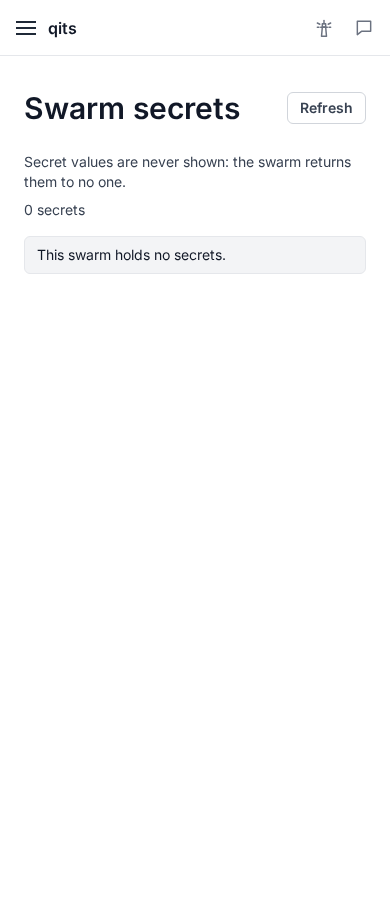 qits
Swarm secrets
Refresh
Secret values are never shown: the swarm returns
them to no one.
0 secrets
This swarm holds no secrets.